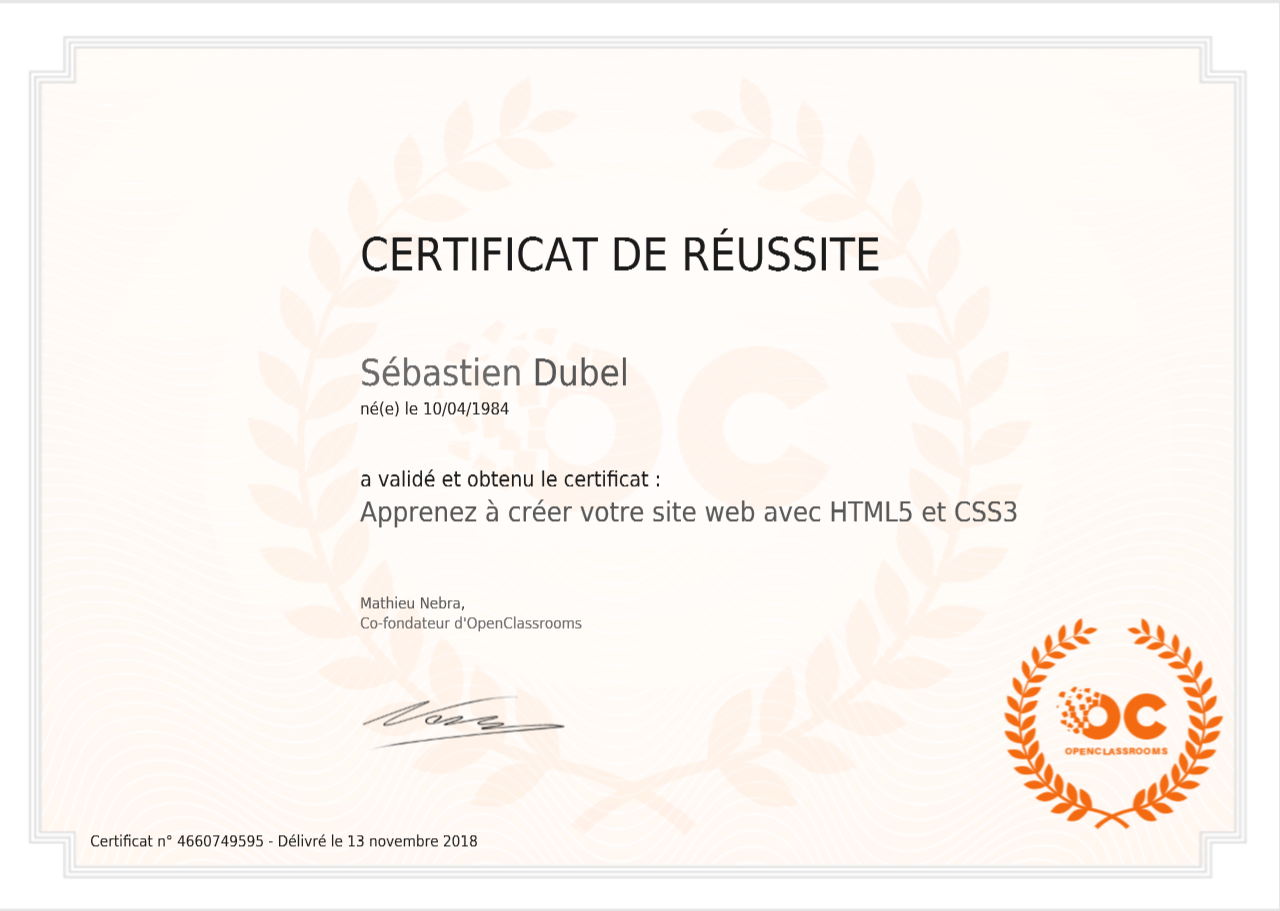 CERTIFICAT DE RÉUSSITE
Sébastien Dubel
né(e) le 10/04/1984
a validé et obtenu le certificat :
Apprenez à créer votre site web avec HTML5 et CSS3
Mathieu Nebra,
Co-fondateur d'OpenClassrooms
OC
OPENCLASSROOMS
Certificat n° 4660749595 - Délivré le 13 novembre 2018